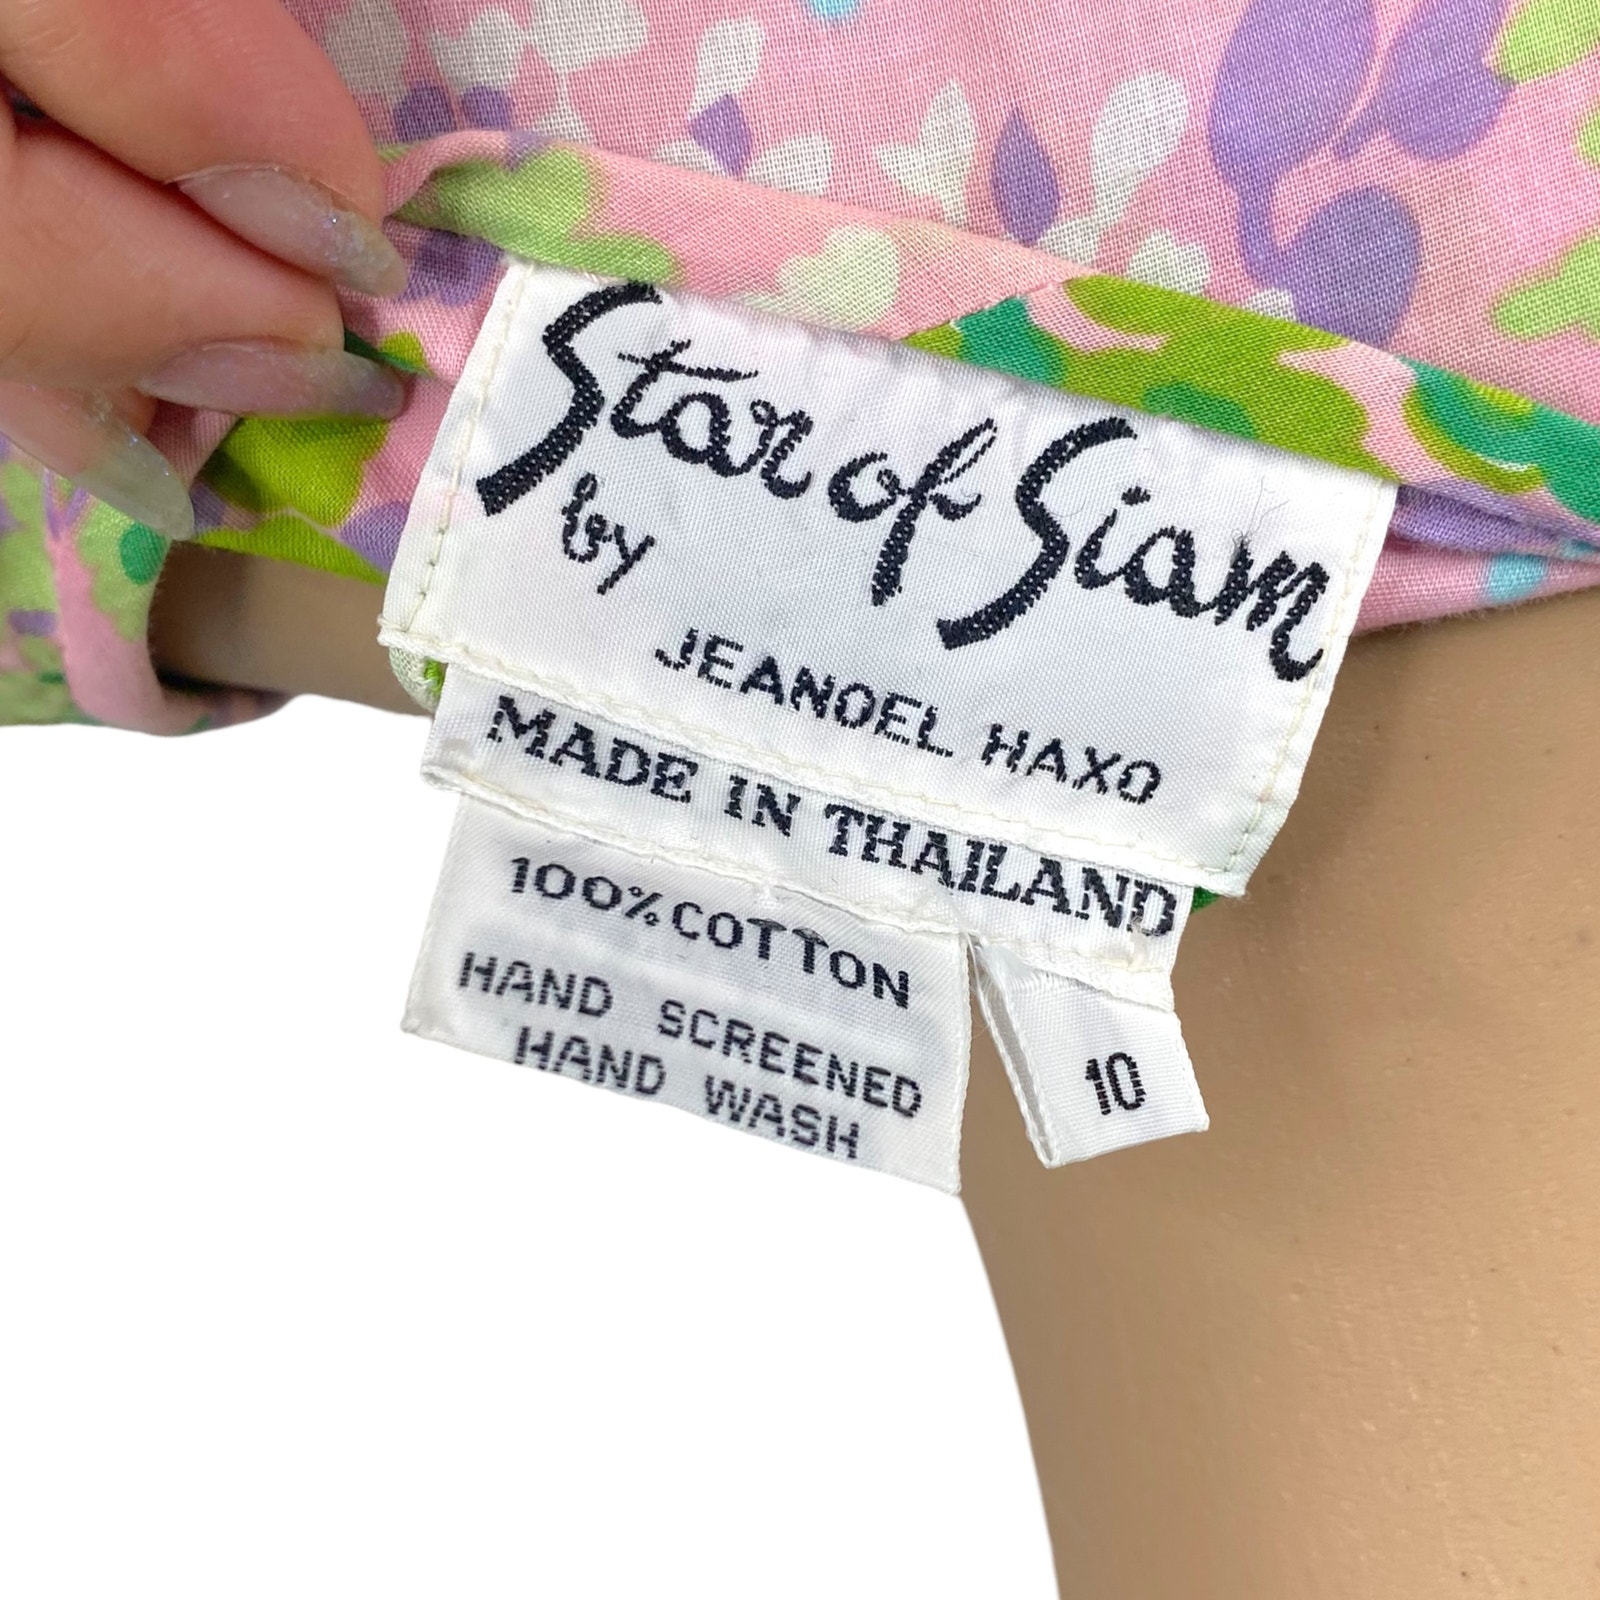 Star of Siam
by
JEANOEL HAXO
MADE IN THAILAND
100% COTTON
HAND SCREENED
HAND WASH
10